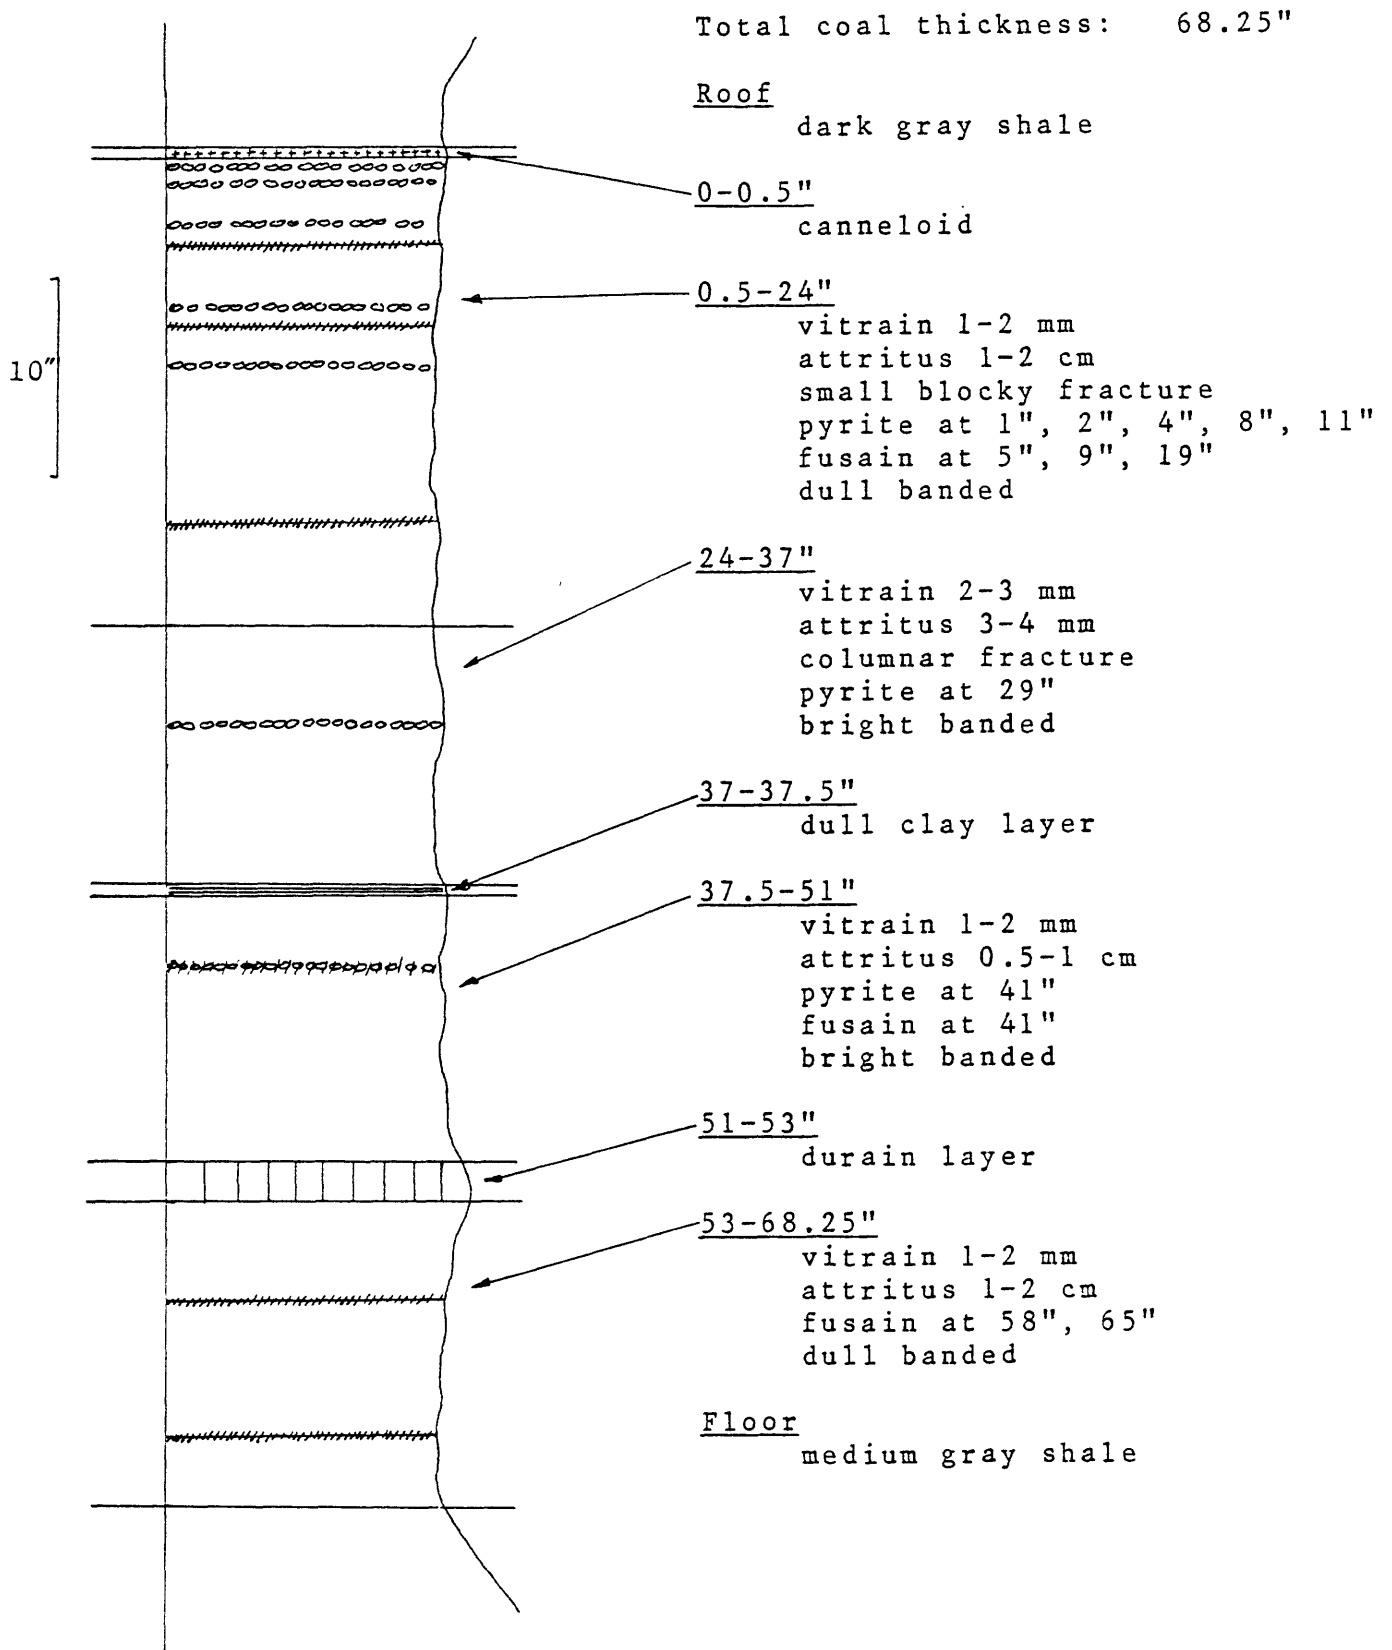 Total coal thickness: 68.25"
Roof
dark gray shale
0-0.5"
canneloid
0.5-24"
vitrain 1-2 mm
attritus 1-2 cm
small blocky fracture
pyrite at 1", 2", 4", 8", 11"
fusain at 5", 9", 19"
dull banded
10"
24-37"
vitrain 2-3 mm
attritus 3-4 mm
columnar fracture
pyrite at 29"
bright banded
37-37.5"
dull clay layer
37.5-51"
vitrain 1-2 mm
attritus 0.5-1 cm
pyrite at 41"
fusain at 41"
bright banded
51-53"
durain layer
53-68.25"
vitrain 1-2 mm
attritus 1-2 cm
fusain at 58", 65"
dull banded
Floor
medium gray shale